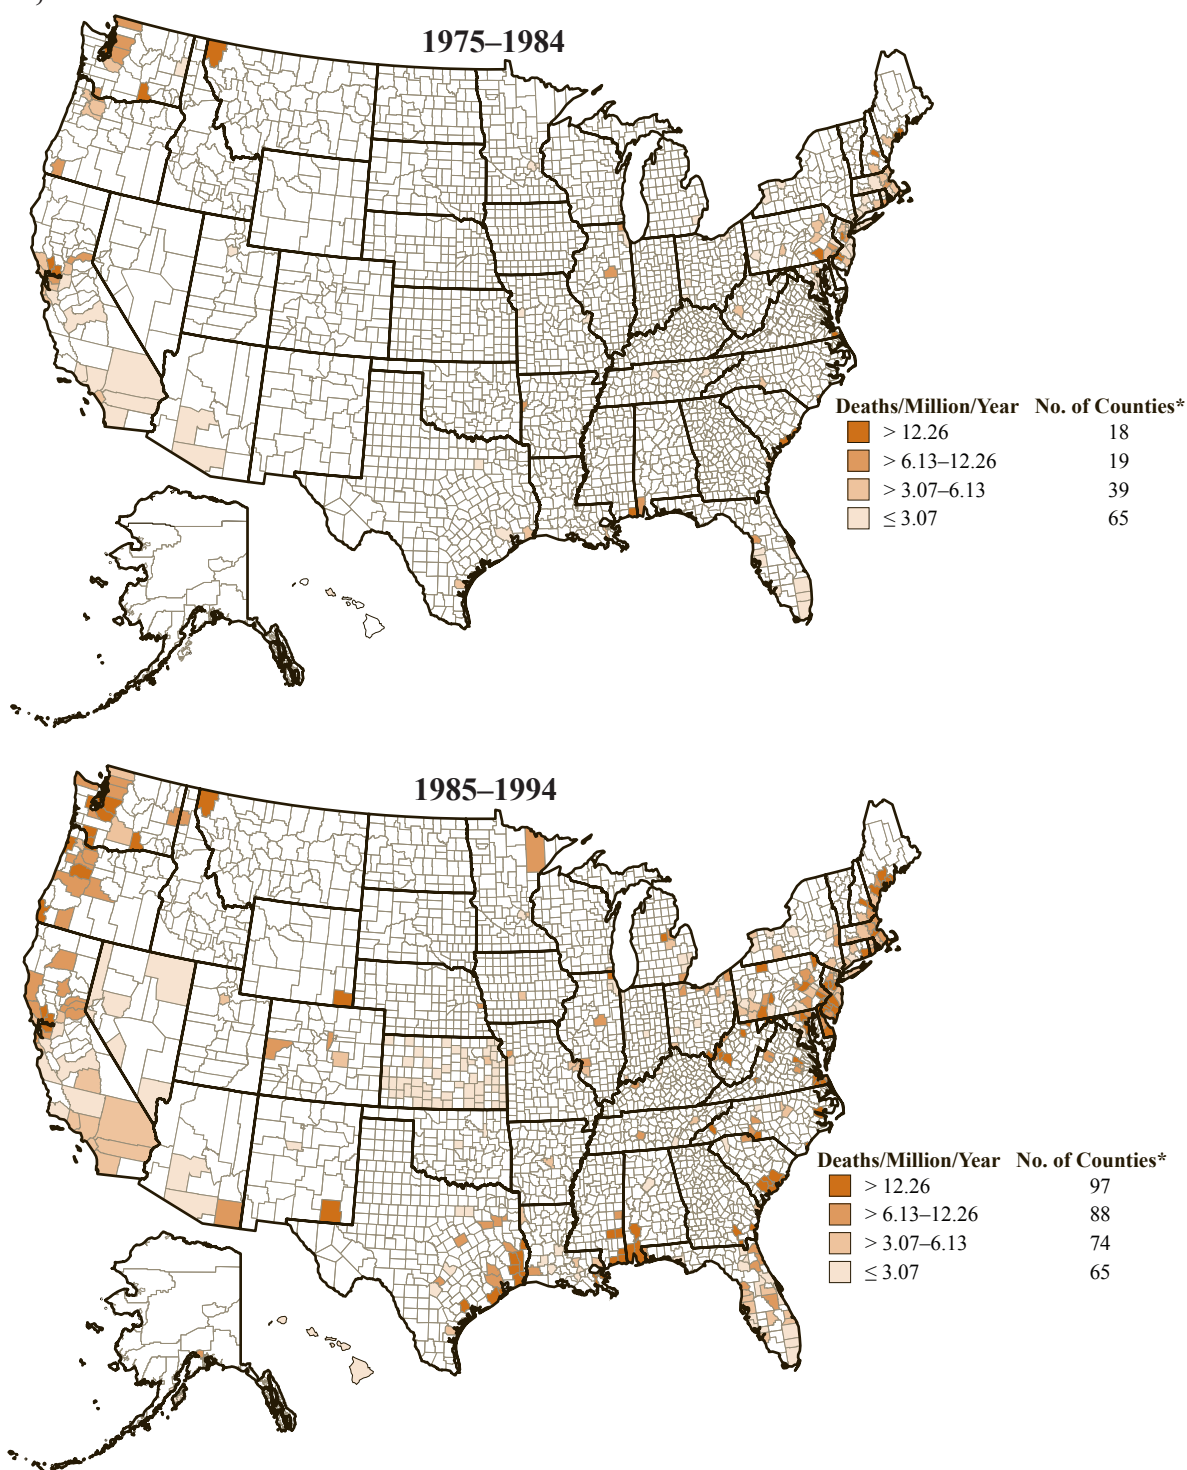 1975–1984
Deaths/Million/Year No. of Counties*
> 12.26 18
> 6.13–12.26 19
> 3.07–6.13 39
≤ 3.07 65
1985–1994
Deaths/Million/Year No. of Counties*
> 12.26 97
> 6.13–12.26 88
> 3.07–6.13 74
≤ 3.07 65